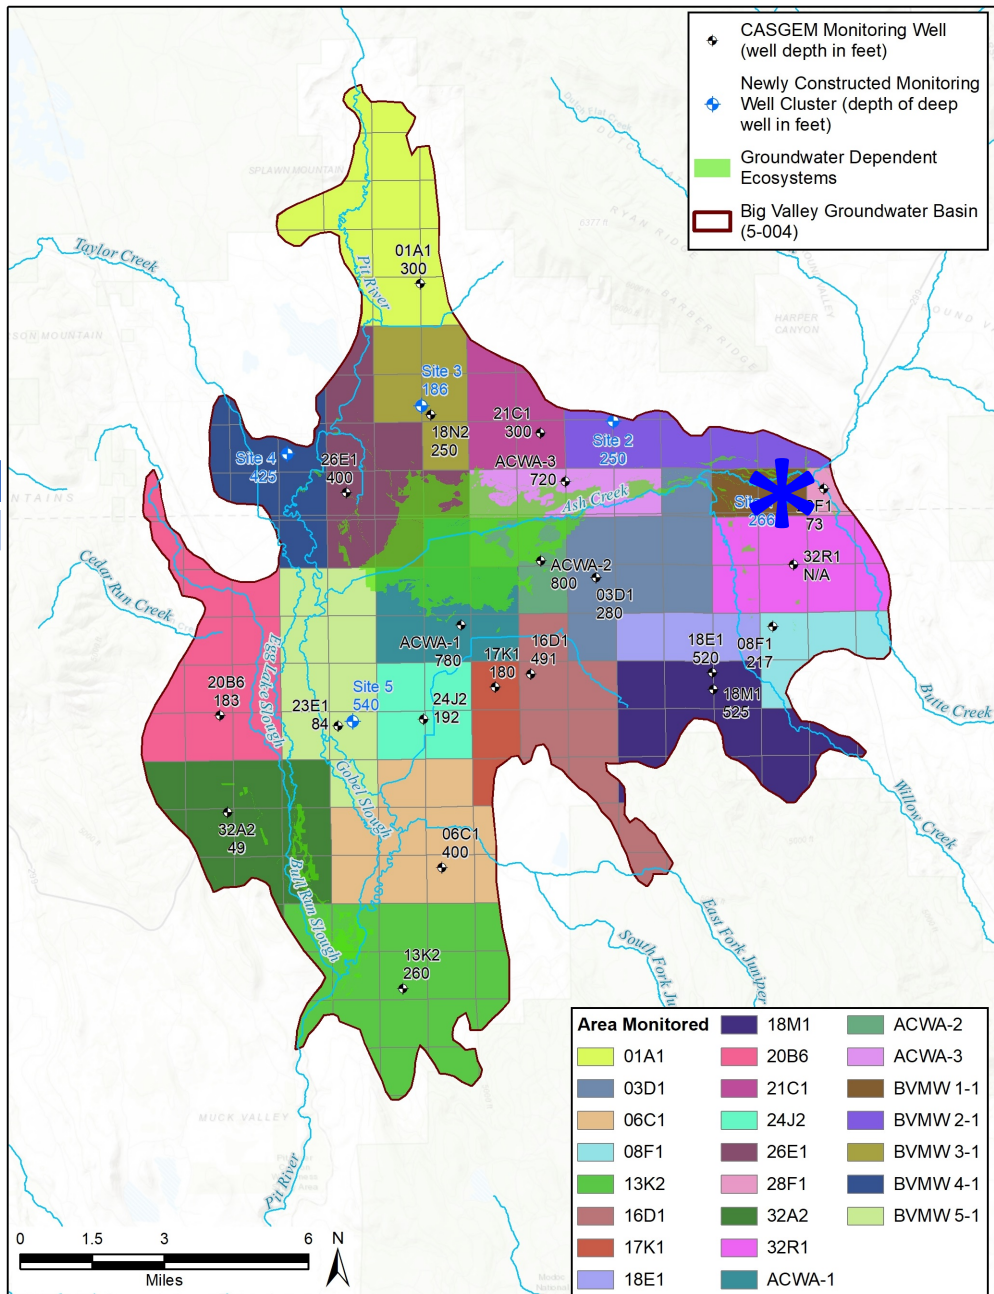 CASGEM Monitoring Well
(well depth in feet)
Newly Constructed Monitoring
Well Cluster (depth of deep
well in feet)
Groundwater Dependent
Ecosystems
Big Valley Groundwater Basin
(5-004)
SPLAWN MOUNTAIN
RYAN RIDGE
BARBER RIDGE
HARPER
CANYON
ROUND
Taylor Creek
Pit River
01A1
300
Site 3
186
18N2
250
21C1
300
Site 2
250
Site 4
425
26E1
400
ACWA-3
720
Ash Creek
266
73
32R1
N/A
ACWA-2
800
03D1
280
Cedar Run Creek
ACWA-1
780
16D1
491
17K1
180
18E1
520
08F1
217
18M1
525
Butte Creek
20B6
183
Egg Lake Slough
23E1
84
Site 5
540
24J2
192
Gobel Slough
Willow Creek
32A2
49
06C1
400
Bull Run Slough
East Fork Juniper
South Fork
13K2
260
MUCK VALLEY
Pit River
0 1.5 3 6
Miles
N
Area Monitored
01A1
03D1
06C1
08F1
13K2
16D1
17K1
18E1
18M1
20B6
21C1
24J2
26E1
28F1
32A2
32R1
ACWA-1
ACWA-2
ACWA-3
BVMW 1-1
BVMW 2-1
BVMW 3-1
BVMW 4-1
BVMW 5-1